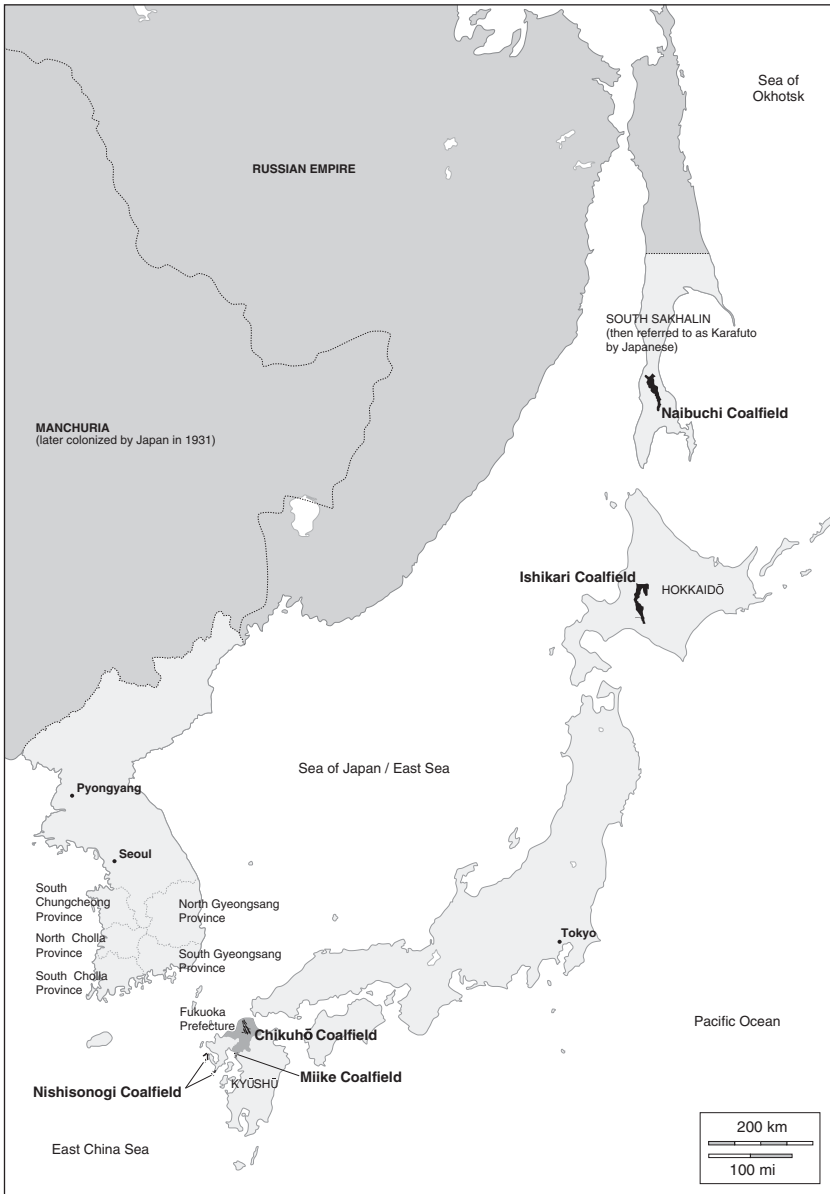 Sea of
Okhotsk
RUSSIAN EMPIRE
SOUTH SAKHALIN
(then referred to as Karafuto
by Japanese)
Naibuchi Coalfield
MANCHURIA
(later colonized by Japan in 1931)
Ishikari Coalfield
HOKKAIDŌ
Sea of Japan / East Sea
Pyongyang
Seoul
South
Chungcheong
Province
North Gyeongsang
Province
North Cholla
Province
South Gyeongsang
Province
South Cholla
Province
Tokyo
Fukuoka
Prefecture
Chikuhō Coalfield
Pacific Ocean
Miike Coalfield
KYŪSHŪ
Nishisonogi Coalfield
East China Sea
200 km
100 mi